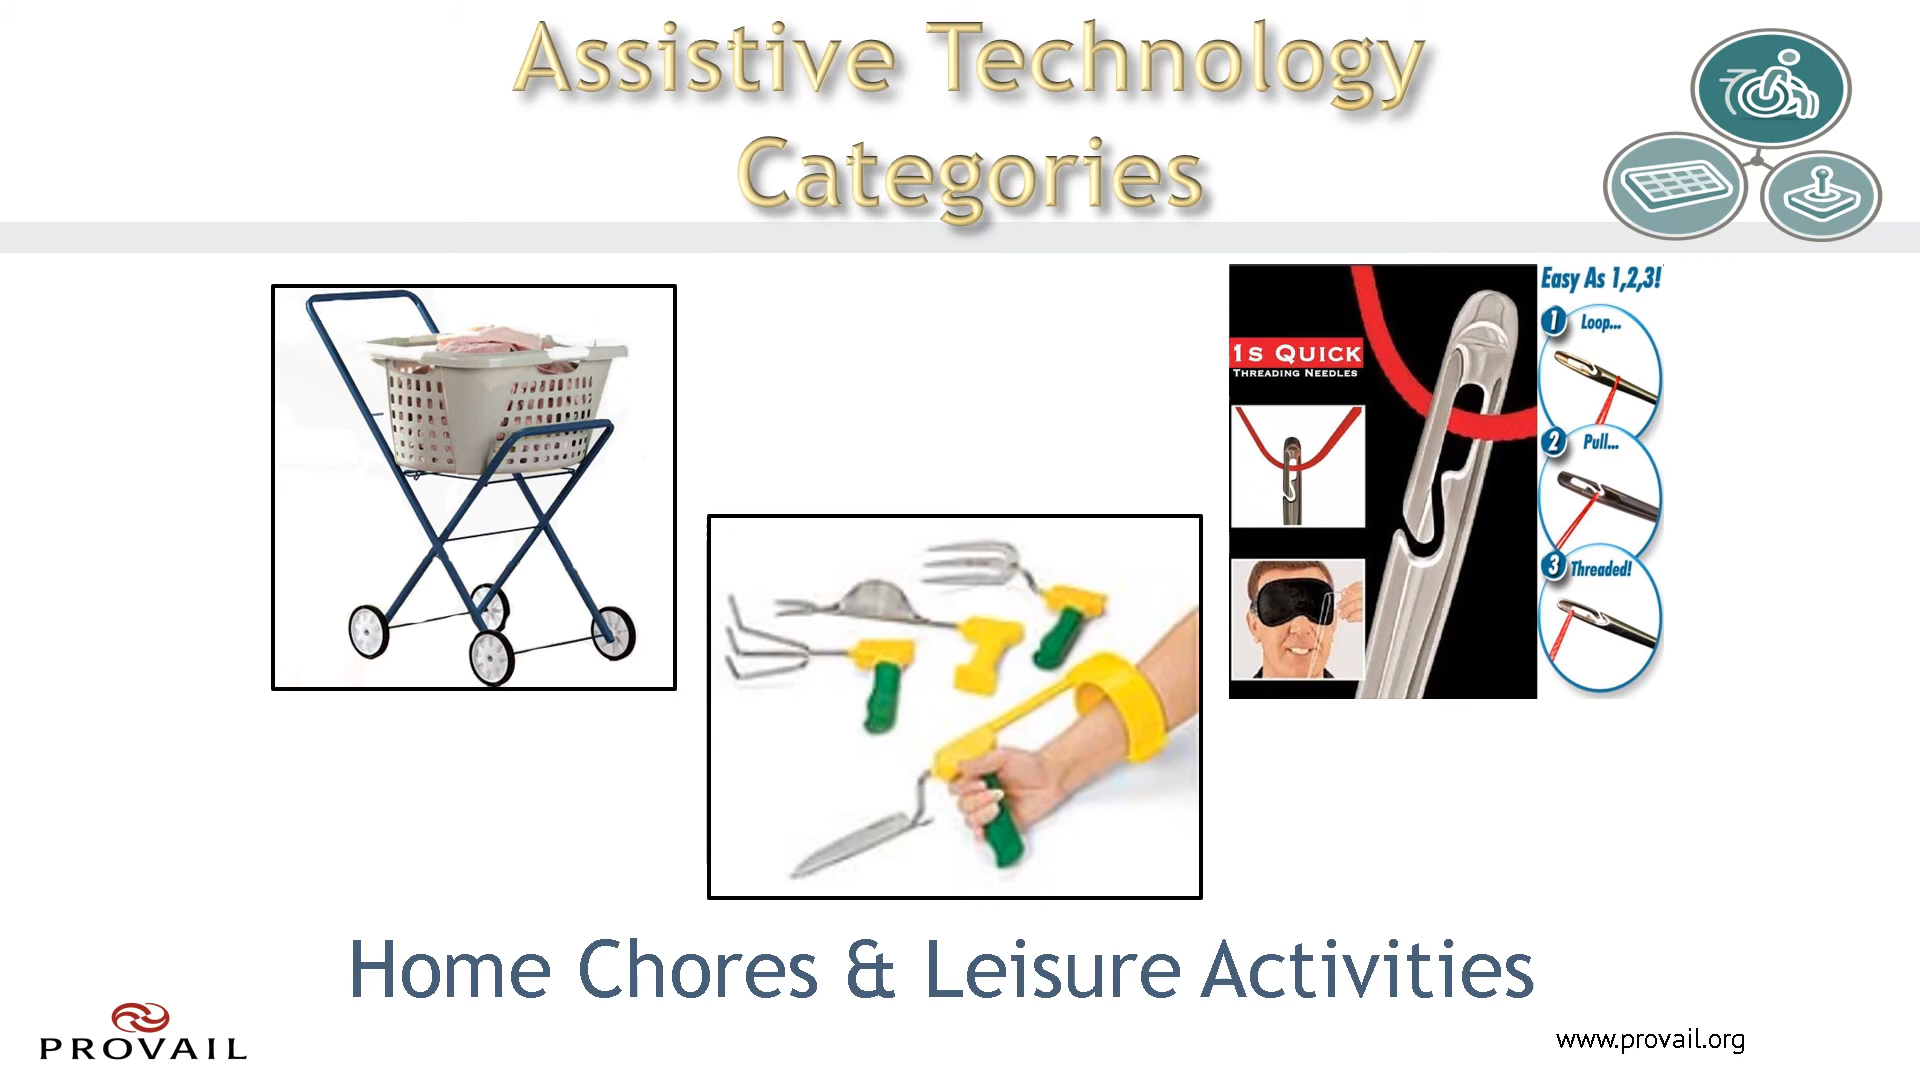 Assistive Technology
Categories
1s QUICK
THREADING NEEDLES
Easy As 1,2,3!
1 Loop...
2 Pull...
3 Threaded!
Home Chores & Leisure Activities
PROVAIL
www.provail.org